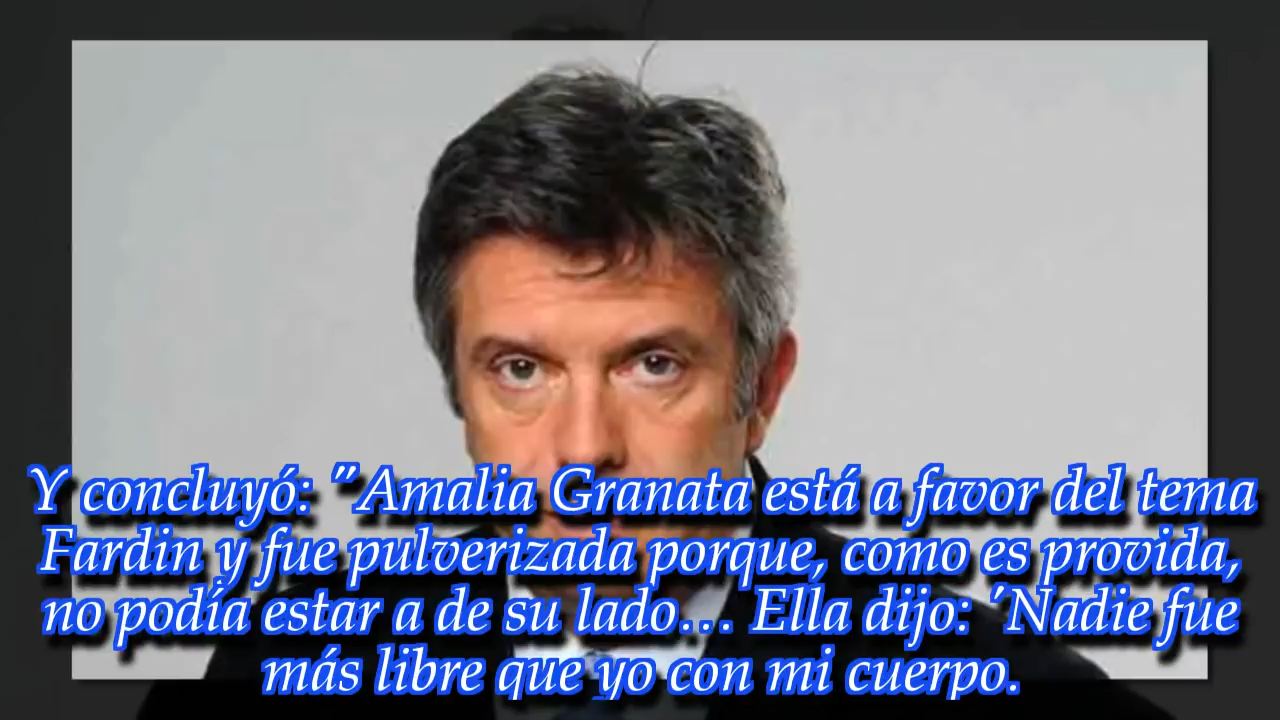 Y concluyó: "Amalia Granata está a favor del tema
Fardin y fue pulverizada porque, como es provida,
no podía estar a de su lado... Ella dijo: 'Nadie fue
más libre que yo con mi cuerpo.